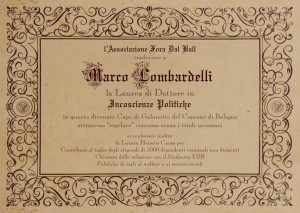 l'Associazione Fora Dal Ball
conferisce a
Marco Lombardelli
la Laurea di Dottore in
Incoscienze Politiche
in quanto divenuto Capo di Gabinetto del Comune di Bologna
attraverso "regolare" concorso senza i titoli necessari
si conferisce inoltre
la Laurea Honoris Causa per
Contributo al taglio degli stipendi di 5000 dipendenti comunali non dirigenti
Chiusura delle relazioni con il Sindacato USB
Politiche di tagli al welfare e ai servizi sociali